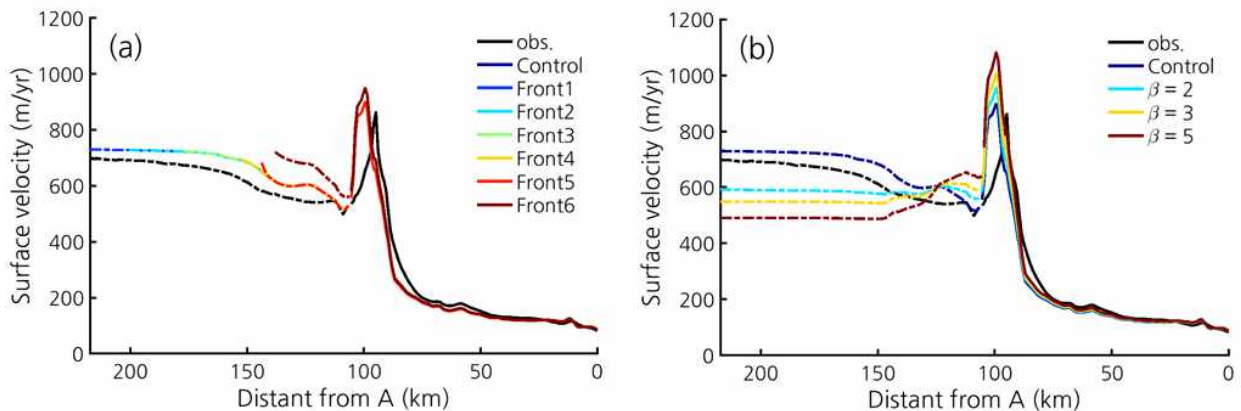 (a)
obs.
Control
Front1
Front2
Front3
Front4
Front5
Front6
1200
1000
800
600
400
200
0
Surface velocity (m/yr)
200
150
100
50
0
Distant from A (km)
(b)
obs.
Control
β = 2
β = 3
β = 5
1200
1000
800
600
400
200
0
Surface velocity (m/yr)
200
150
100
50
0
Distant from A (km)